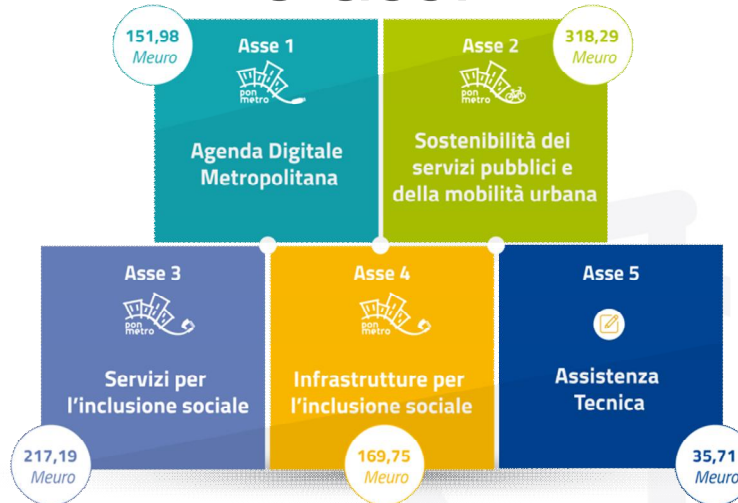 151,98
Meuro
Asse 1
pon
metro
Agenda Digitale
Metropolitana
Asse 2
318,29
Meuro
pon
metro
Sostenibilità dei
servizi pubblici e
della mobilità urbana
Asse 3
pon
metro
Servizi per
l'inclusione sociale
217,19
Meuro
Asse 4
pon
metro
Infrastrutture per
l'inclusione sociale
169,75
Meuro
Asse 5
Assistenza
Tecnica
35,71
Meuro